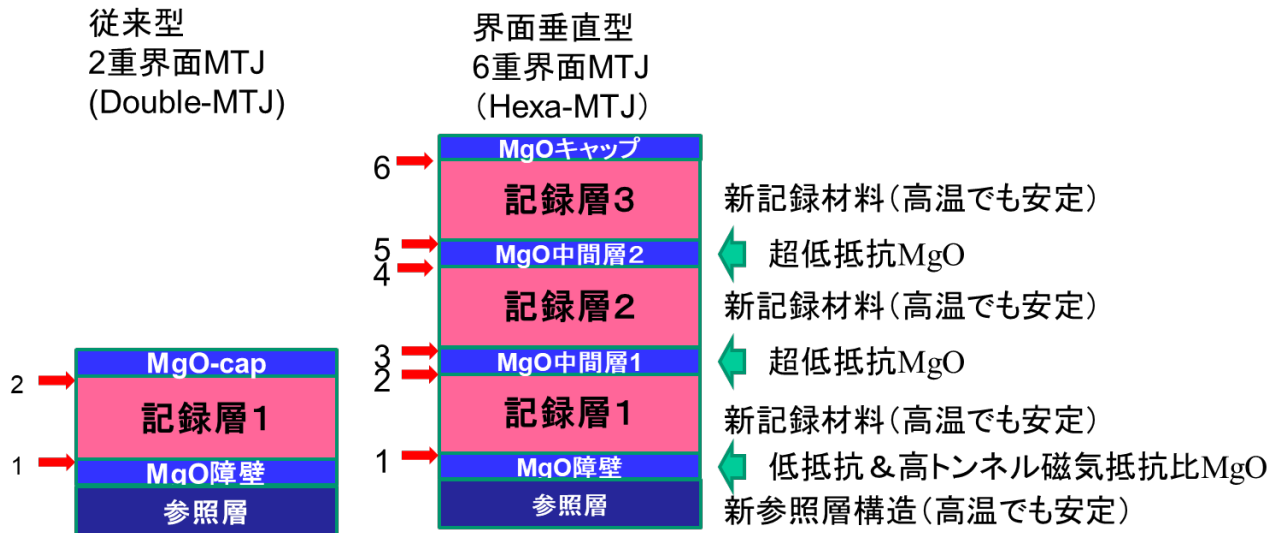 従来型
2重界面MTJ
(Double-MTJ)
2
MgO-cap
記録層1
1
MgO障壁
参照層
界面垂直型
6重界面MTJ
（Hexa-MTJ）
MgOキャップ
6
記録層3
新記録材料（高温でも安定）
5
MgO中間層2
超低抵抗MgO
4
記録層2
新記録材料（高温でも安定）
3
MgO中間層1
超低抵抗MgO
2
記録層1
新記録材料（高温でも安定）
1
MgO障壁
低抵抗＆高トンネル磁気抵抗比MgO
参照層
新参照層構造（高温でも安定）